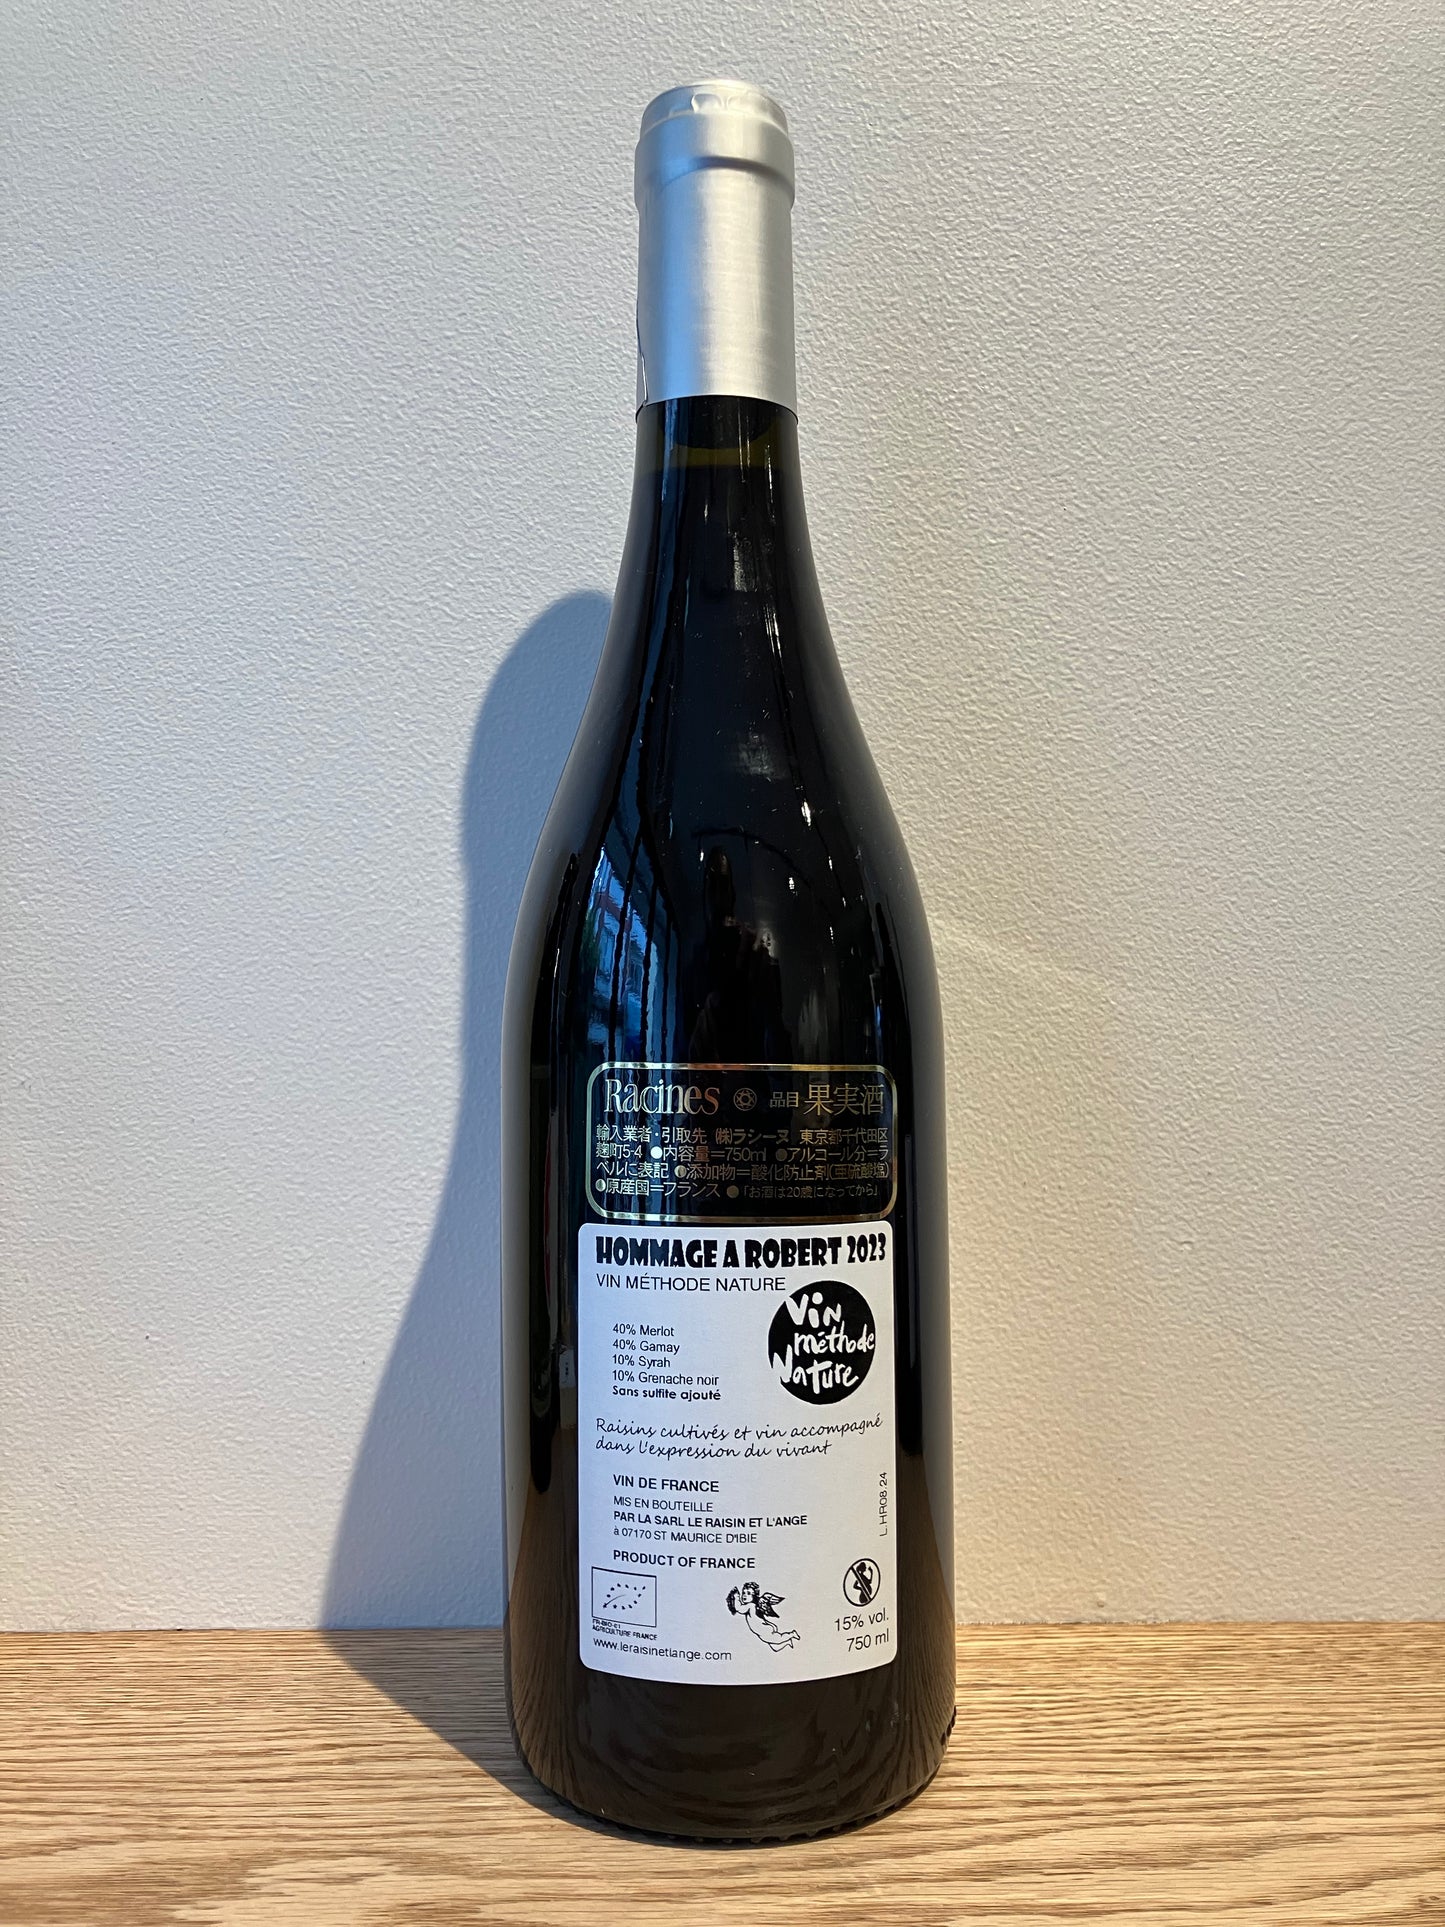 Racines 品目 果実酒
輸入業者・引取先 ㈱ラシーヌ 東京都千代田区
麹町5-4 ●内容量=750ml ●アルコール分=ラ
ベルに表記 ●添加物=酸化防止剤(亜硫酸塩)
●原産国=フランス ●「お酒は20歳になってから」
HOMMAGE A ROBERT 2023
VIN MÉTHODE NATURE
Vin
méthode
Nature
40% Merlot
40% Gamay
10% Syrah
10% Grenache noir
Sans sulfite ajouté
Raisins cultivés et vin accompagné
dans l'expression du vivant
VIN DE FRANCE
MIS EN BOUTEILLE
PAR LA SARL LE RAISIN ET L'ANGE
à 07170 ST MAURICE D'IBIE
L.HR08.24
PRODUCT OF FRANCE
FR-BIO-01
AGRICULTURE FRANCE
www.leraisinetlange.com
15% vol.
750 ml